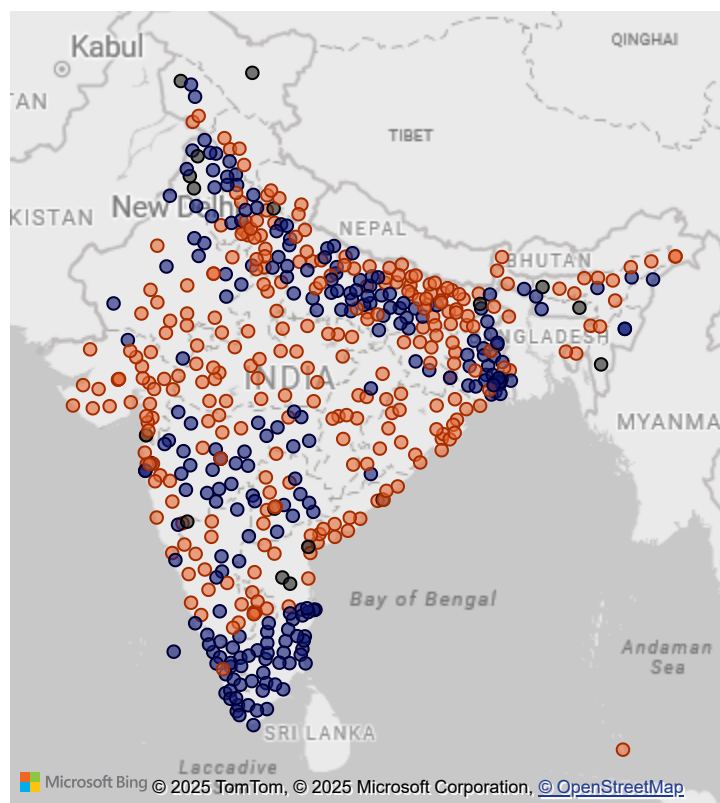 Kabul
QINGHAI
TAN
TIBET
New Delh
KISTAN
NEPAL
BHUTAN
NGLADESH
INDIA
MYANMA
Bay of Bengal
Andaman
Sea
SRI LANKA
Laccadive
Microsoft Bing
© 2025 TomTom, © 2025 Microsoft Corporation, © OpenStreetMap